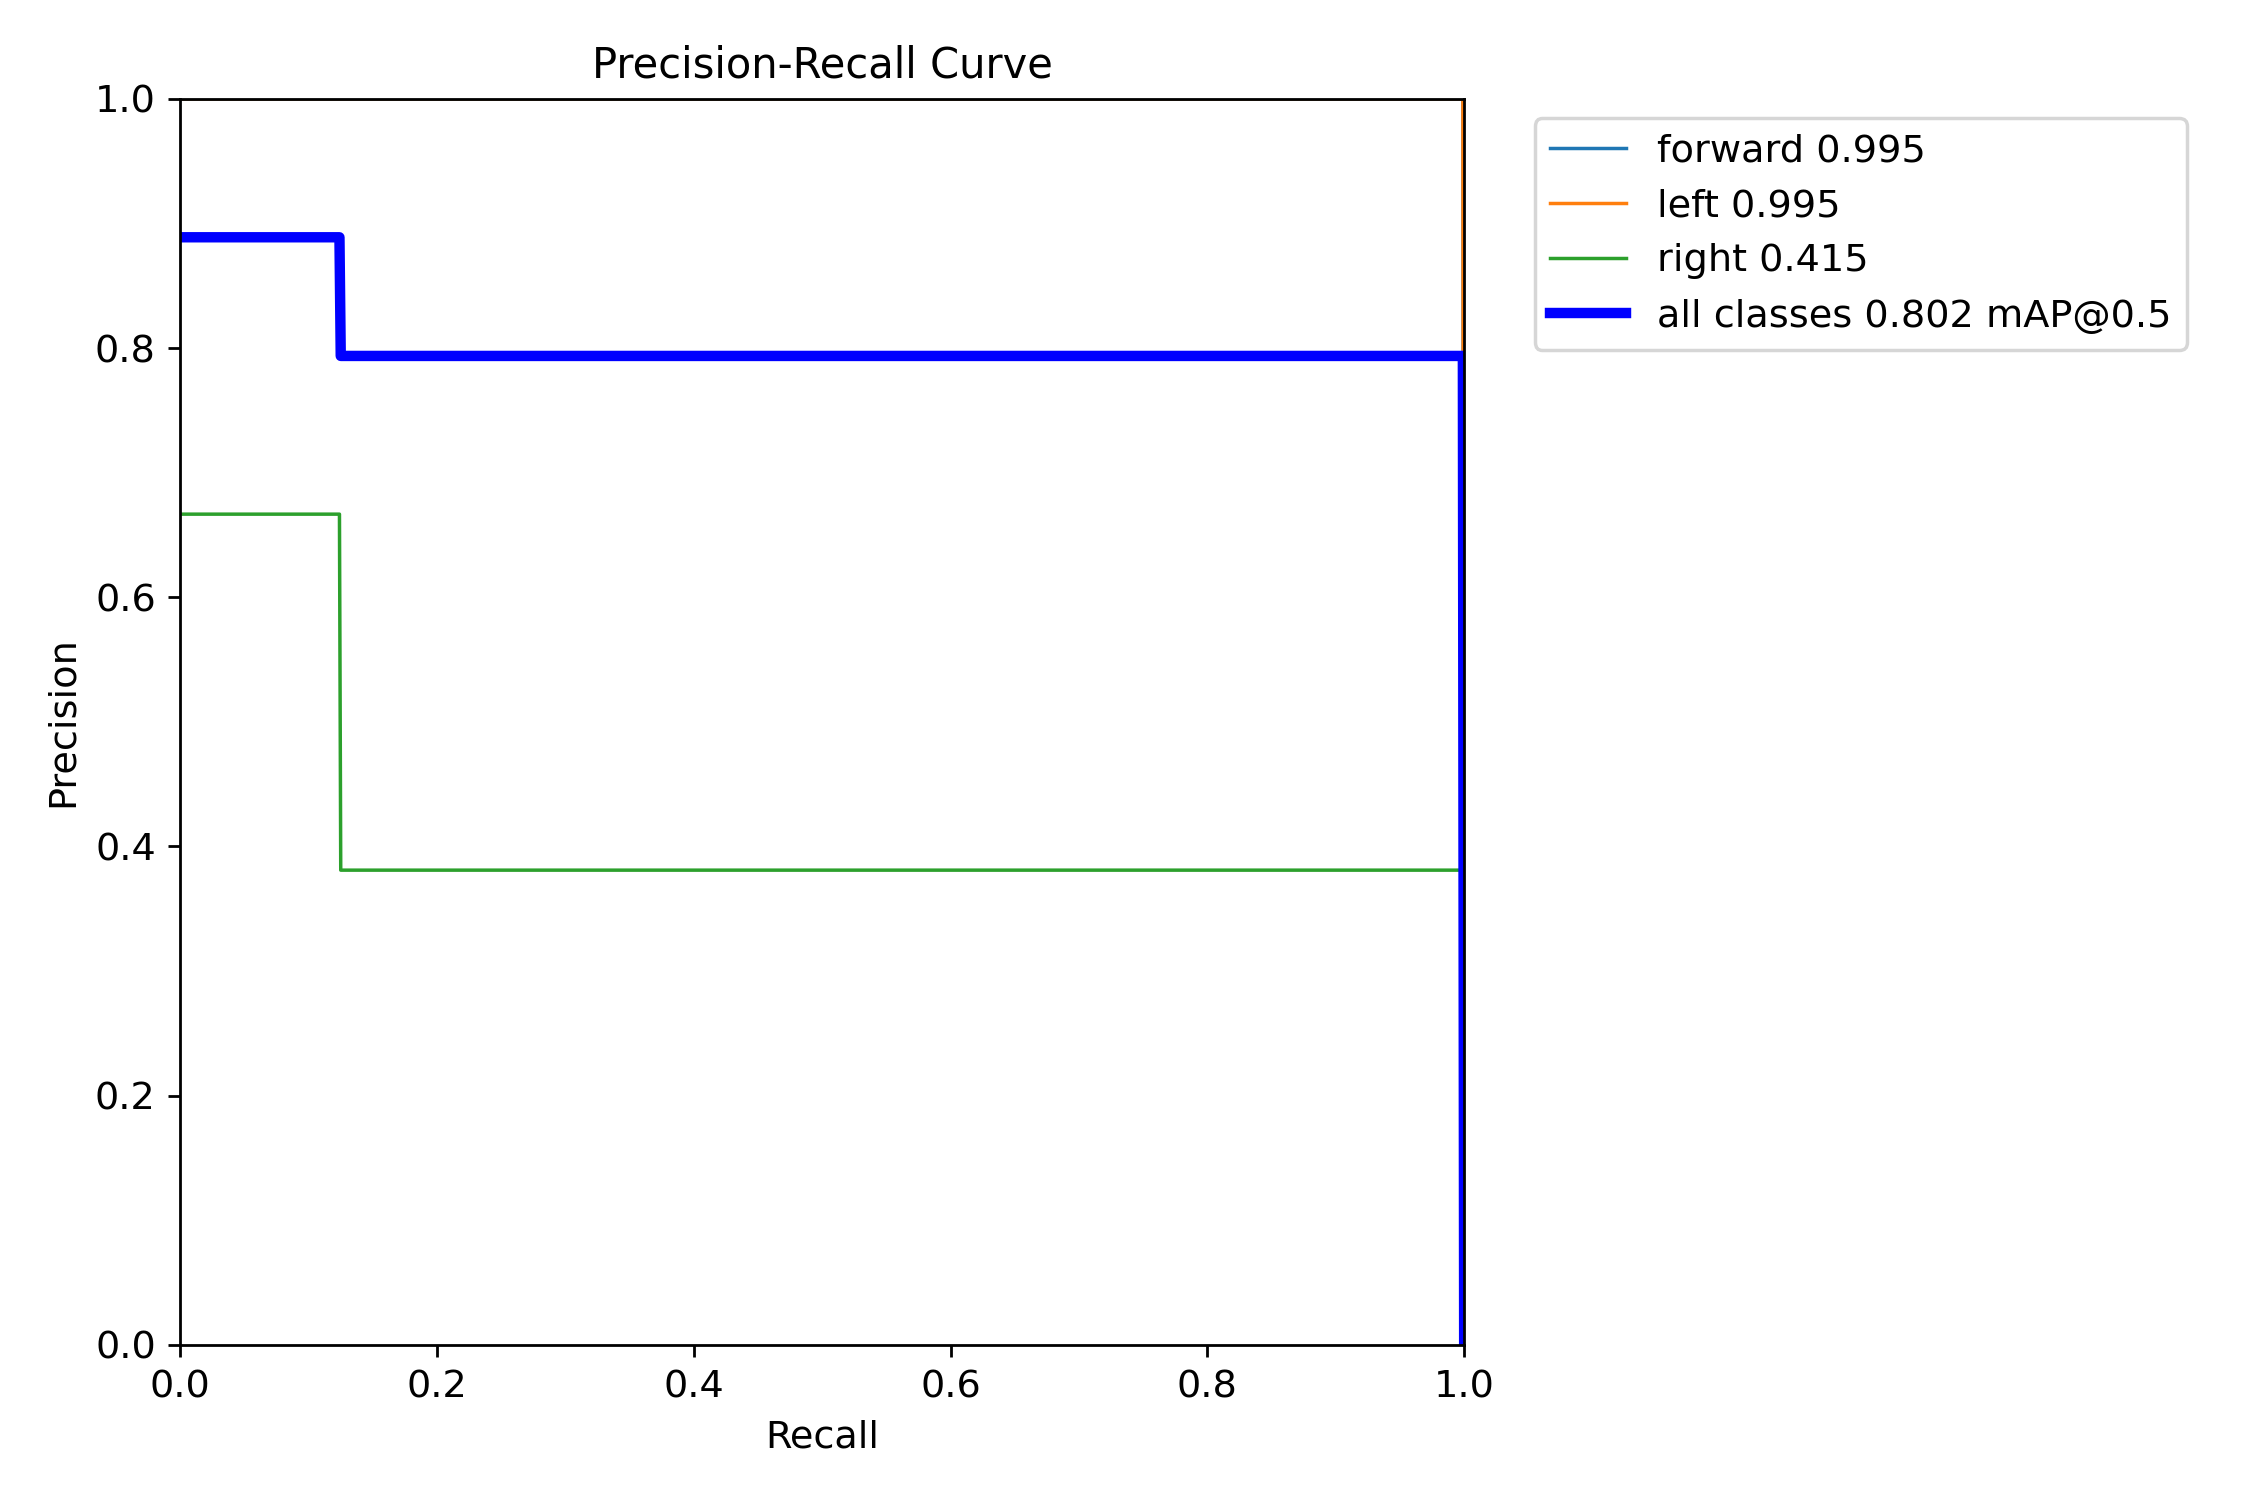 Precision-Recall Curve
1.0
0.8
0.6
0.4
0.2
0.0
Precision
0.0 0.2 0.4 0.6 0.8 1.0
Recall
forward 0.995
left 0.995
right 0.415
all classes 0.802 mAP@0.5